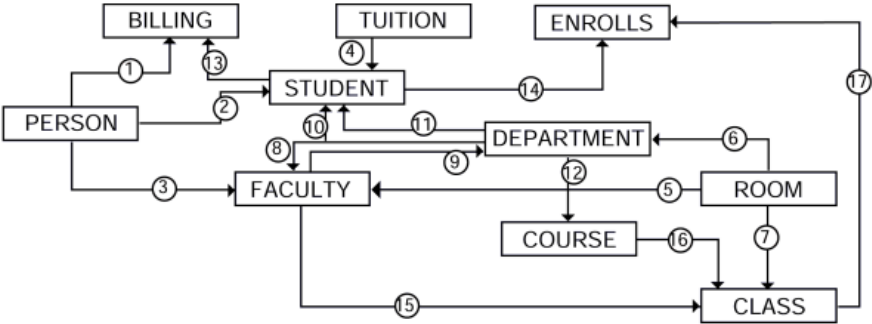 BILLING
TUITION
ENROLLS
1
13
4
17
STUDENT
14
2
PERSON
10
11
DEPARTMENT
6
8
9
12
3
FACULTY
5
ROOM
COURSE
16
7
15
CLASS